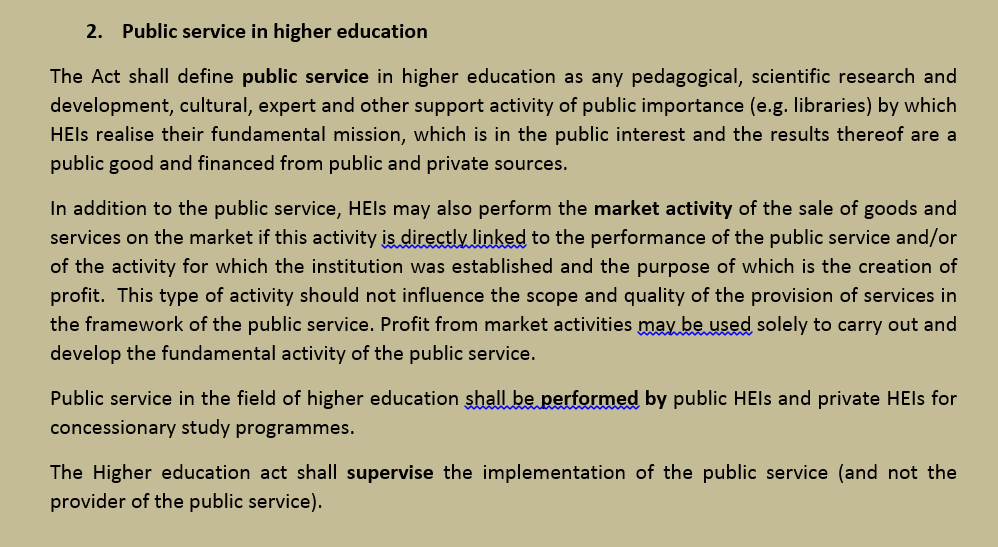 2. Public service in higher education
The Act shall define public service in higher education as any pedagogical, scientific research and
development, cultural, expert and other support activity of public importance (e.g. libraries) by which
HEIs realise their fundamental mission, which is in the public interest and the results thereof are a
public good and financed from public and private sources.
In addition to the public service, HEIs may also perform the market activity of the sale of goods and
services on the market if this activity is directly linked to the performance of the public service and/or
of the activity for which the institution was established and the purpose of which is the creation of
profit.  This type of activity should not influence the scope and quality of the provision of services in
the framework of the public service. Profit from market activities may be used solely to carry out and
develop the fundamental activity of the public service.
Public service in the field of higher education shall be performed by public HEIs and private HEIs for
concessionary study programmes.
The Higher education act shall supervise the implementation of the public service (and not the
provider of the public service).